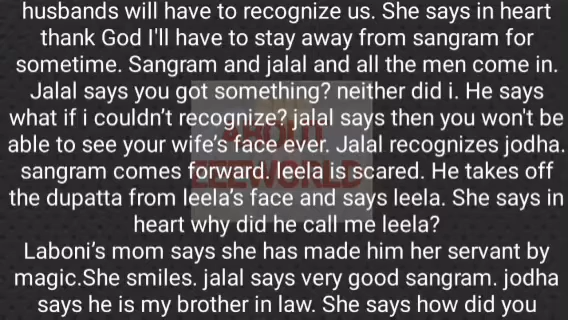 husbands will have to recognize us. She says in heart
thank God I'll have to stay away from sangram for
sometime. Sangram and jalal and all the men come in.
Jalal says you got something? neither did i. He says
what if i couldn't recognize? jalal says then you won't be
able to see your wife's face ever. Jalal recognizes jodha.
sangram comes forward. leela is scared. He takes off
the dupatta from leela's face and says leela. She says in
heart why did he call me leela?
Laboni's mom says she has made him her servant by
magic.She smiles. jalal says very good sangram. jodha
says he is my brother in law. She says how did you